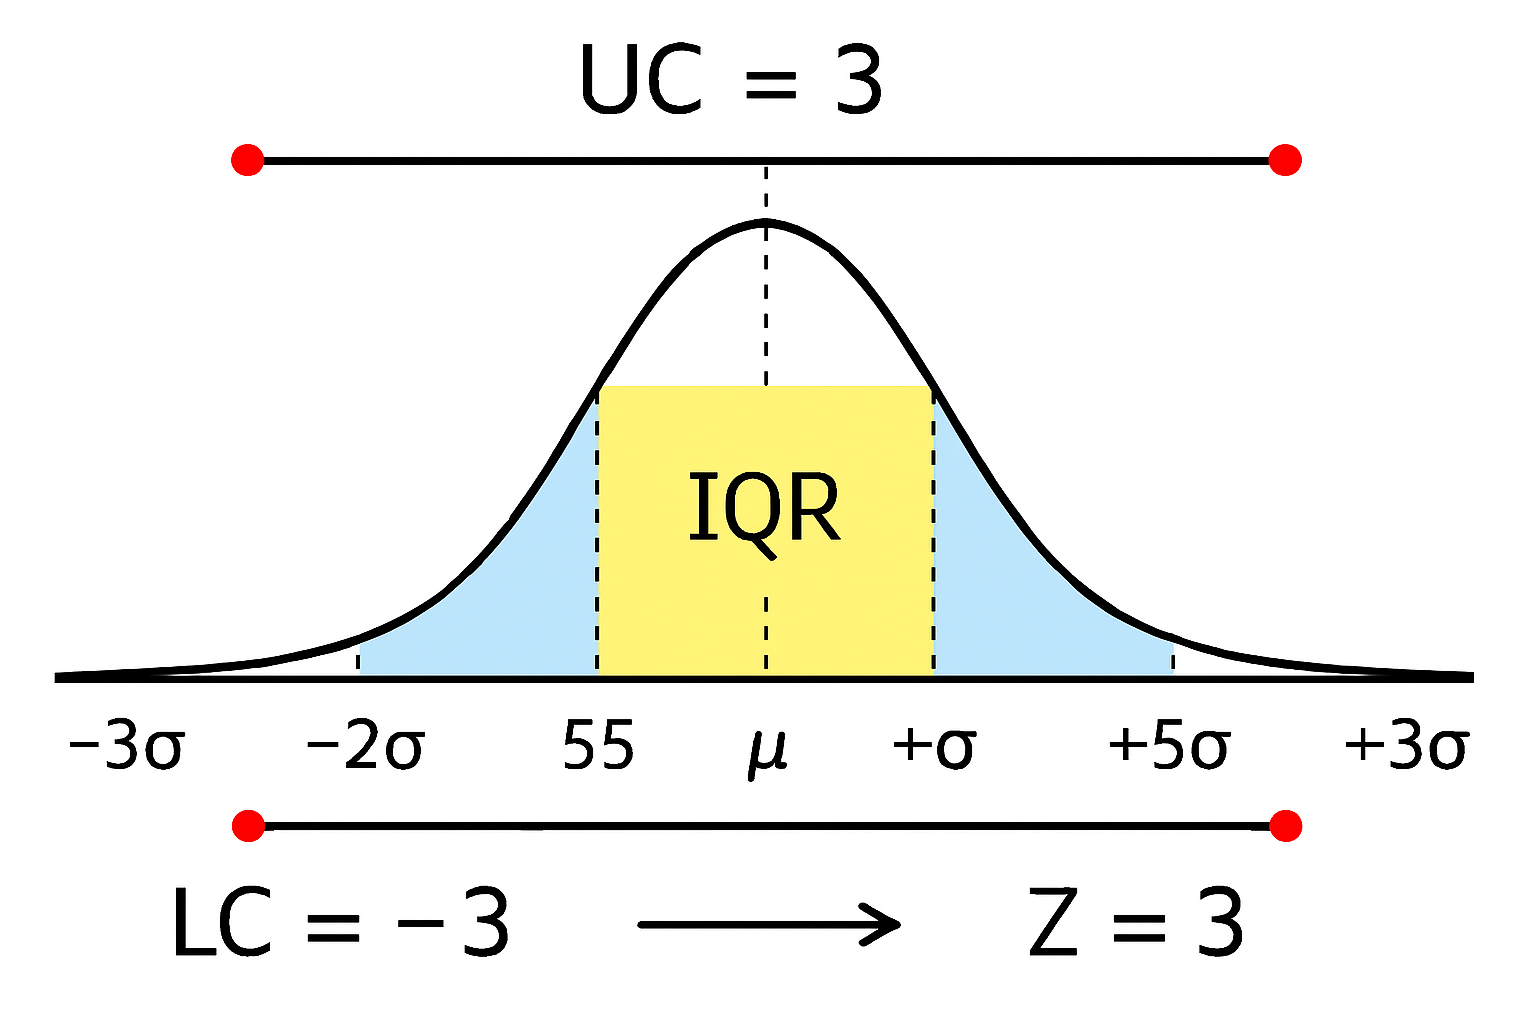 UC = 3
IQR
−3σ −2σ 55 μ +σ +5σ +3σ
LC = −3 → Z = 3